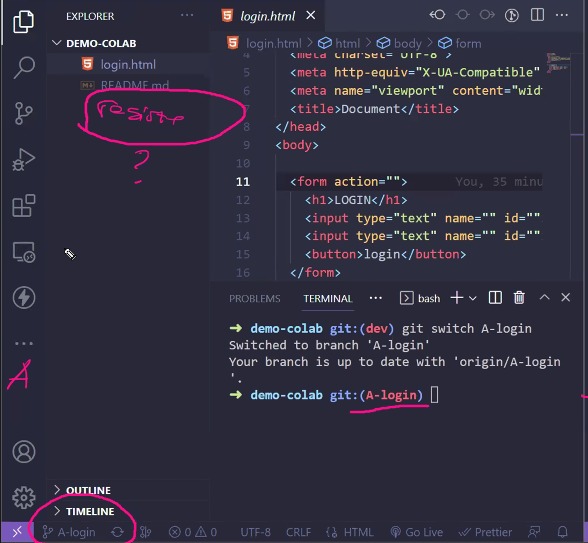 EXPLORER
login.html
DEMO-COLAB
login.html
README.md
login.html > html > body > form
4 <meta charset="UTF-8">
5 <meta http-equiv="X-UA-Compatible"
6 <meta name="viewport" content="widt
7 <title>Document</title>
8 </head>
9 <body>
10
11 <form action=""> You, 35 minu
12 <h1>LOGIN</h1>
13 <input type="text" name="" id=""
14 <input type="text" name="" id=""
15 <button>login</button>
16 </form>
?
PROBLEMS TERMINAL bash
→ demo-colab git:(dev) git switch A-login
Switched to branch 'A-login'
Your branch is up to date with 'origin/A-login
'.
→ demo-colab git:(A-login)
A
OUTLINE
TIMELINE
A-login 0 0 UTF-8 CRLF HTML Go Live Prettier